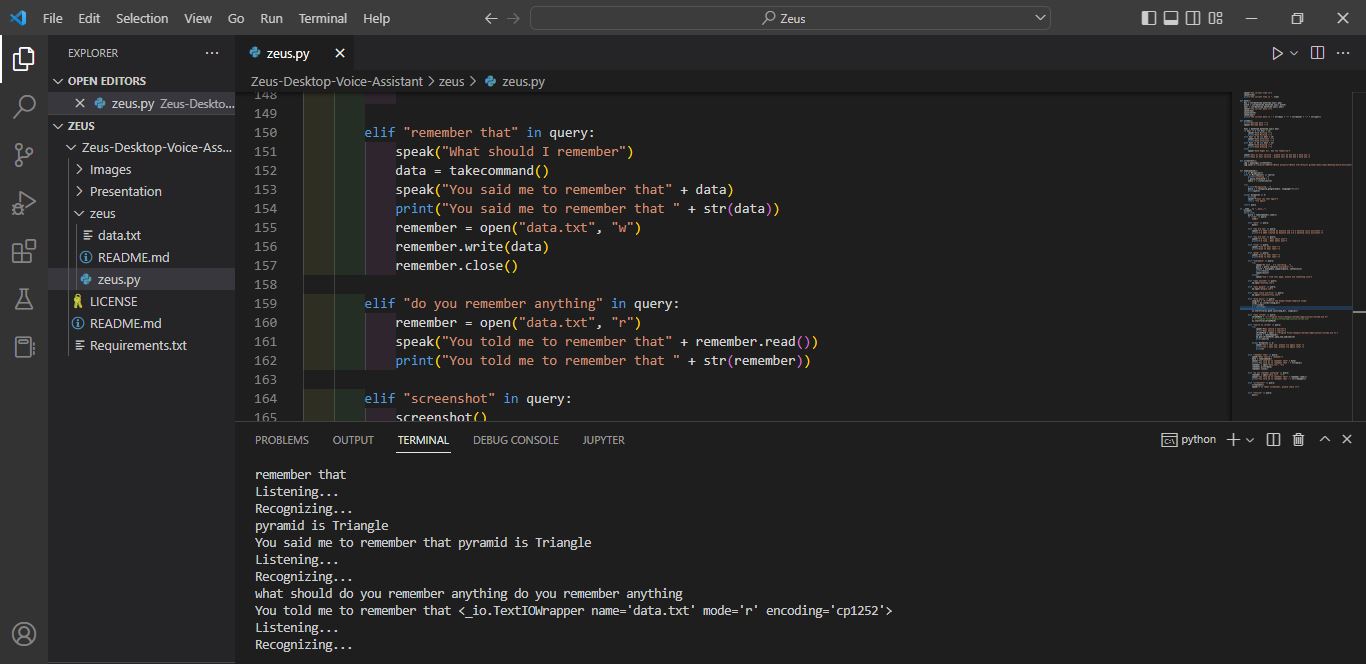 File Edit Selection View Go Run Terminal Help
Zeus
EXPLORER
OPEN EDITORS
zeus.py Zeus-Deskto...
ZEUS
Zeus-Desktop-Voice-Ass...
Images
Presentation
zeus
data.txt
README.md
zeus.py
LICENSE
README.md
Requirements.txt
zeus.py
Zeus-Desktop-Voice-Assistant > zeus > zeus.py
148
149
150 elif "remember that" in query:
151 speak("What should I remember")
152 data = takecommand()
153 speak("You said me to remember that" + data)
154 print("You said me to remember that " + str(data))
155 remember = open("data.txt", "w")
156 remember.write(data)
157 remember.close()
158
159 elif "do you remember anything" in query:
160 remember = open("data.txt", "r")
161 speak("You told me to remember that" + remember.read())
162 print("You told me to remember that " + str(remember))
163
164 elif "screenshot" in query:
165 screenshot()
PROBLEMS OUTPUT TERMINAL DEBUG CONSOLE JUPYTER
python
remember that
Listening...
Recognizing...
pyramid is Triangle
You said me to remember that pyramid is Triangle
Listening...
Recognizing...
what should do you remember anything do you remember anything
You told me to remember that <_io.TextIOWrapper name='data.txt' mode='r' encoding='cp1252'>
Listening...
Recognizing...